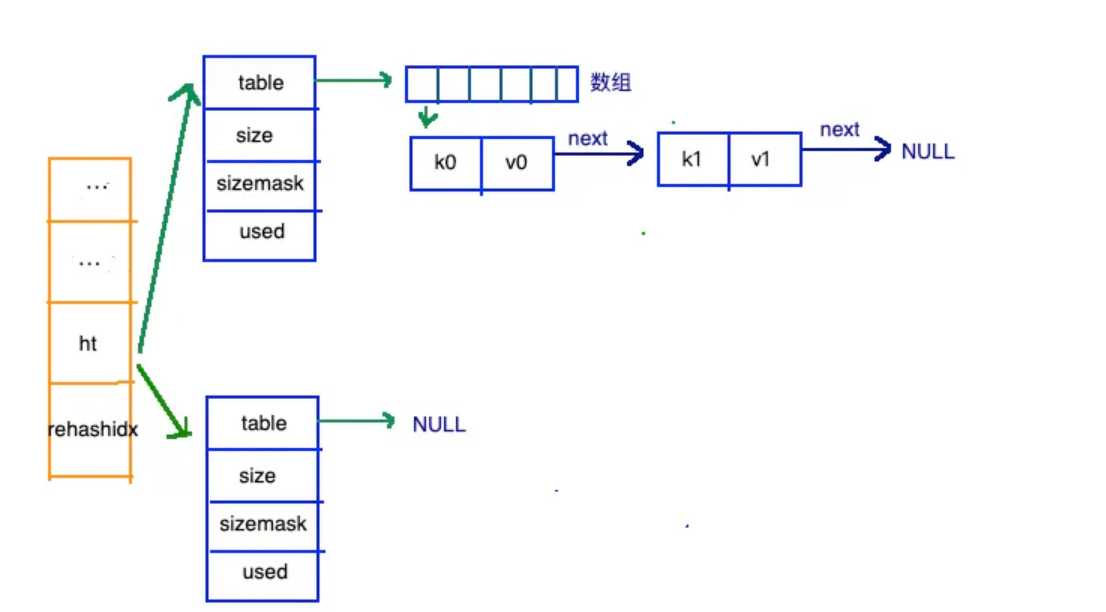 table
数组
size
next
next
k0
v0
k1
v1
NULL
sizemask
...
used
...
ht
table
NULL
rehashidx
size
sizemask
used